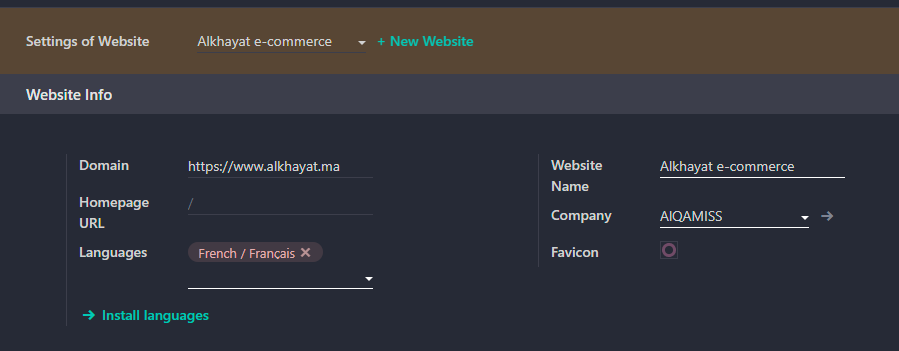 Settings of Website Alkhayat e-commerce + New Website
Website Info
Domain https://www.alkhayat.ma
Homepage URL /
Languages French / Français ✕
→ Install languages
Website Name Alkhayat e-commerce
Company AlQAMISS →
Favicon